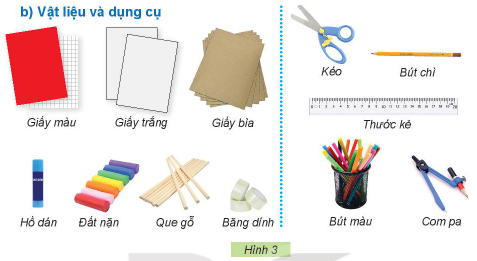 b) Vật liệu và dụng cụ
Giấy màu
Giấy trắng
Giấy bìa
Hồ dán
Đất nặn
Que gỗ
Băng dính
Kéo
Bút chì
Thước kẻ
Bút màu
Com pa
Hình 3